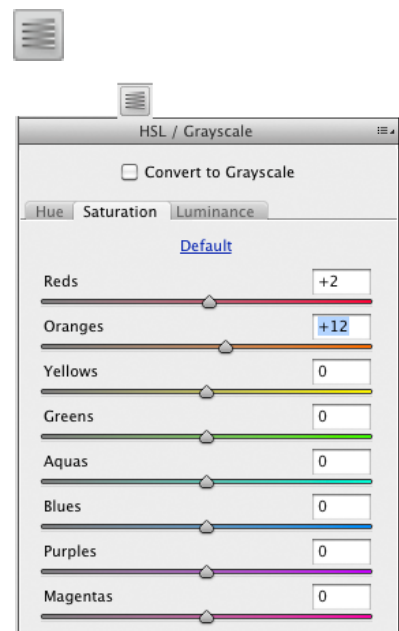 HSL / Grayscale
Convert to Grayscale
Hue Saturation Luminance
Default
Reds +2
Oranges +12
Yellows 0
Greens 0
Aquas 0
Blues 0
Purples 0
Magentas 0